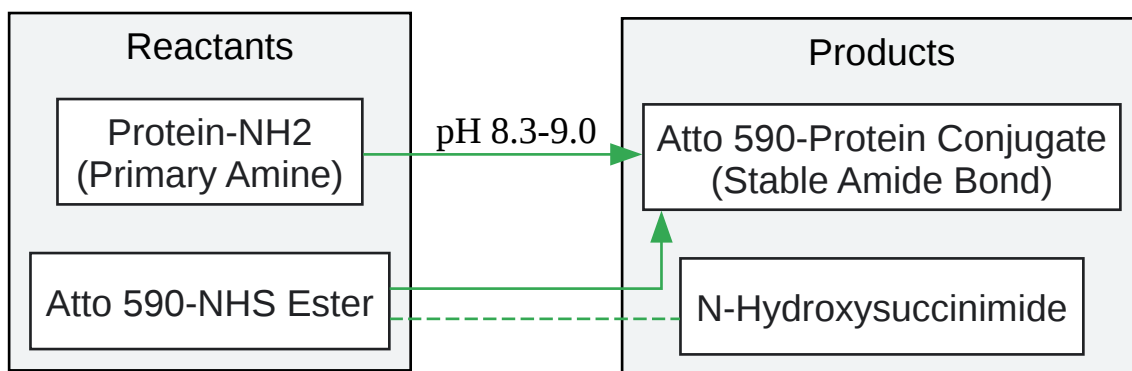 Reactants
Protein-NH2
(Primary Amine)
Atto 590-NHS Ester
pH 8.3-9.0
Products
Atto 590-Protein Conjugate
(Stable Amide Bond)
N-Hydroxysuccinimide